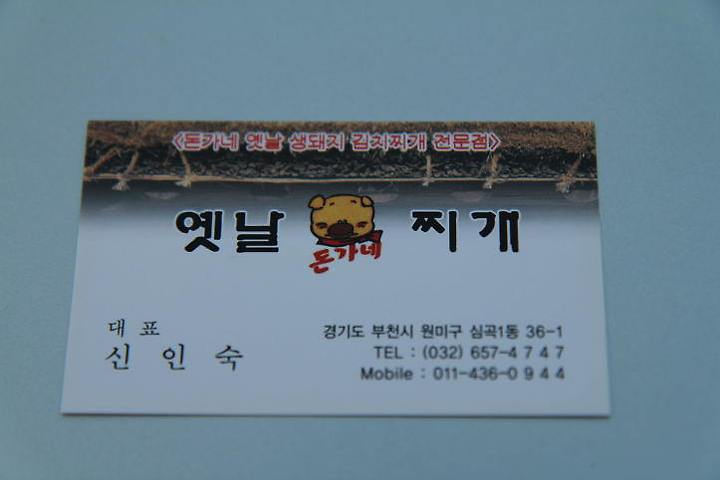 <돈가네 옛날 생돼지 김치찌개 전문점>
옛날 찌개
돈가네
대표
신인숙
경기도 부천시 원미구 심곡1동 36-1
TEL : (032) 657-4747
Mobile : 011-436-0944